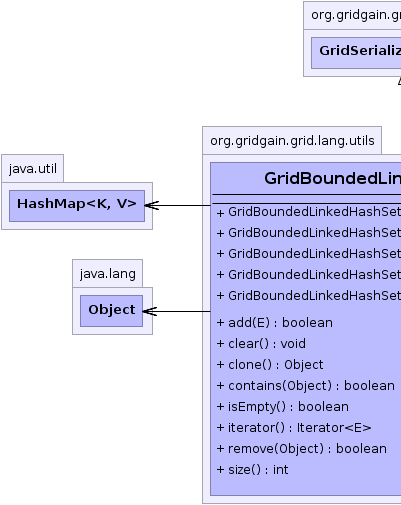 org.gridgain.gr
GridSerializ
org.gridgain.grid.lang.utils
java.util
GridBoundedLin
HashMap<K, V>
+ GridBoundedLinkedHashSet
+ GridBoundedLinkedHashSet
+ GridBoundedLinkedHashSet
+ GridBoundedLinkedHashSet
+ GridBoundedLinkedHashSet
java.lang
Object
+ add(E) : boolean
+ clear() : void
+ clone() : Object
+ contains(Object) : boolean
+ isEmpty() : boolean
+ iterator() : Iterator<E>
+ remove(Object) : boolean
+ size() : int